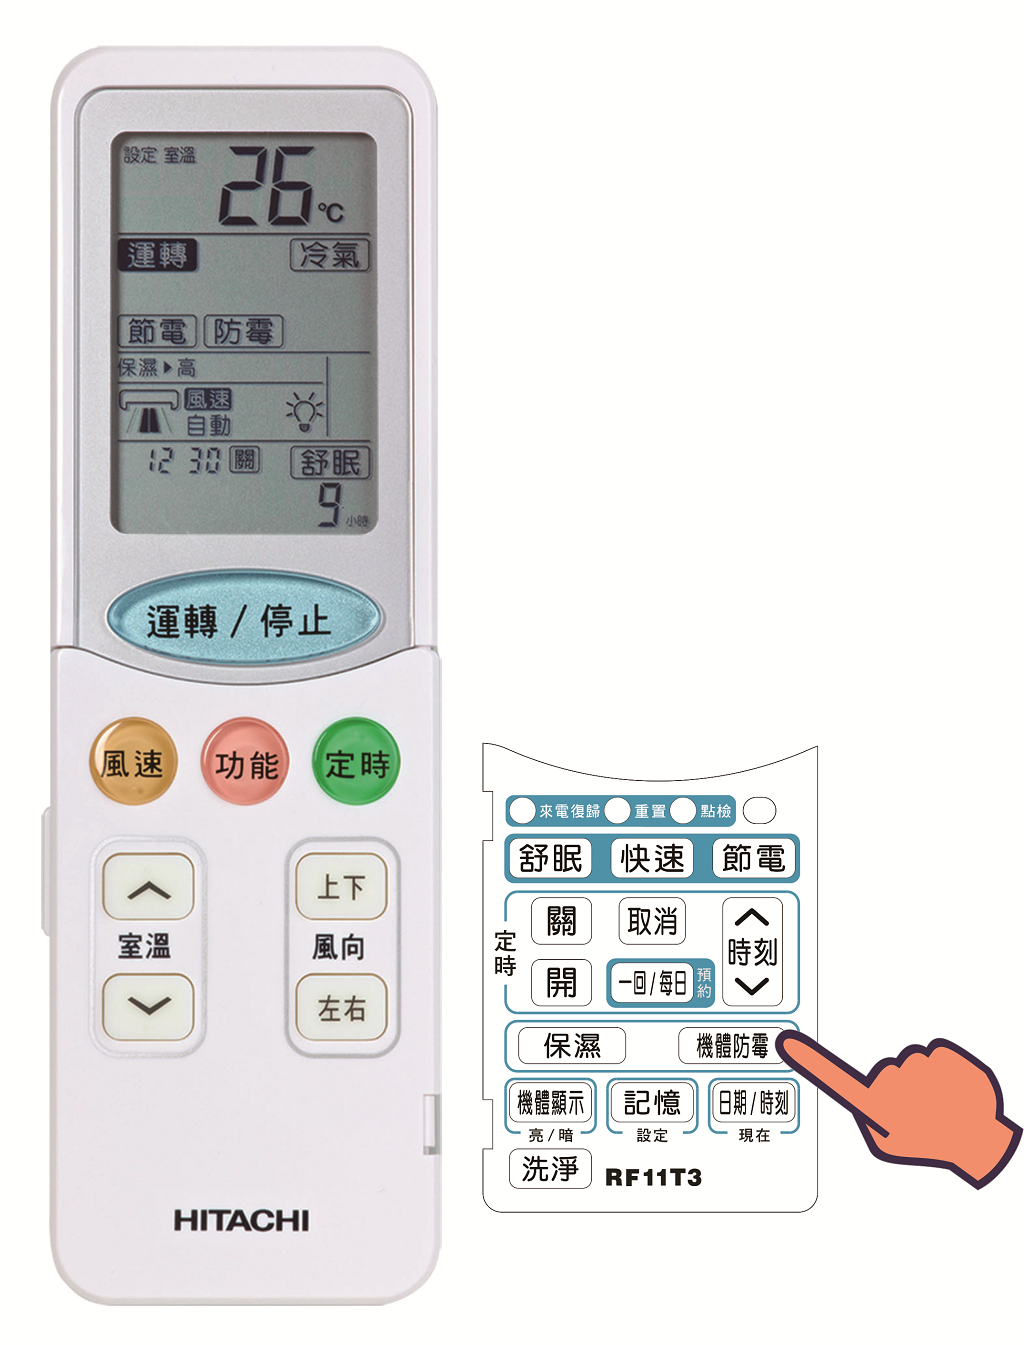 設定 室溫 26 ℃
運轉 冷氣
節電 防霉
保濕▶高
風速
自動
12 30 關 舒眠
9 小時
運轉 / 停止
風速 功能 定時
上下
室溫 風向
左右
HITACHI
來電復歸 重置 點檢
舒眠 快速 節電
定時
關 取消
時刻
開 一回/每日 預約
保濕 機體防霉
機體顯示 記憶 日期/時刻
亮/暗 設定 現在
洗淨 RF11T3